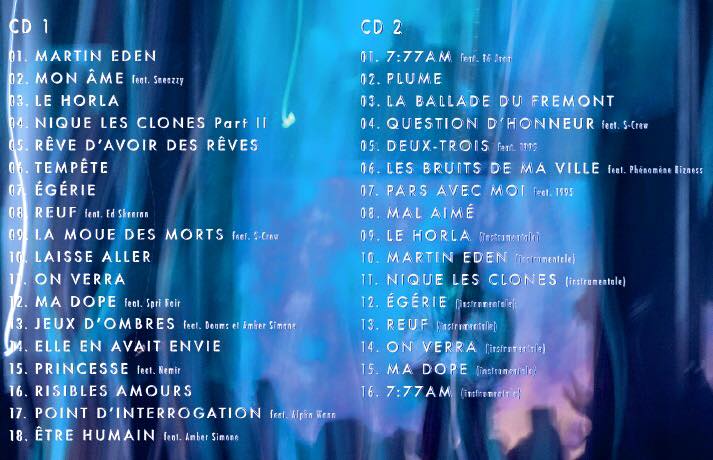 CD 1
01. MARTIN EDEN
02. MON ÂME feat. Sneazzy
03. LE HORLA
04. NIQUE LES CLONES Part II
05. RÊVE D'AVOIR DES RÊVES
06. TEMPÊTE
07. ÉGÉRIE
08. REUF feat. Ed Sheeran
09. LA MOUE DES MORTS feat. S-Crew
10. LAISSE ALLER
11. ON VERRA
12. MA DOPE feat. Spri Noir
13. JEUX D'OMBRES feat. Doums et Amber Simone
14. ELLE EN AVAIT ENVIE
15. PRINCESSE feat. Nemir
16. RISIBLES AMOURS
17. POINT D'INTERROGATION feat. Alpha Wann
18. ÊTRE HUMAIN feat. Amber Simone
CD 2
01. 7:77AM feat.
02. PLUME
03. LA BALLADE DU FREMONT
04. QUESTION D'HONNEUR feat. S-Crew
05. DEUX-TROIS feat. 1995
06. LES BRUITS DE MA VILLE feat. Phénomène Bizness
07. PARS AVEC MOI feat. 1995
08. MAL AIMÉ
09. LE HORLA (instrumentale)
10. MARTIN EDEN (instrumentale)
11. NIQUE LES CLONES (instrumentale)
12. ÉGÉRIE (instrumentale)
13. REUF (instrumentale)
14. ON VERRA (instrumentale)
15. MA DOPE (instrumentale)
16. 7:77AM (instrumentale)